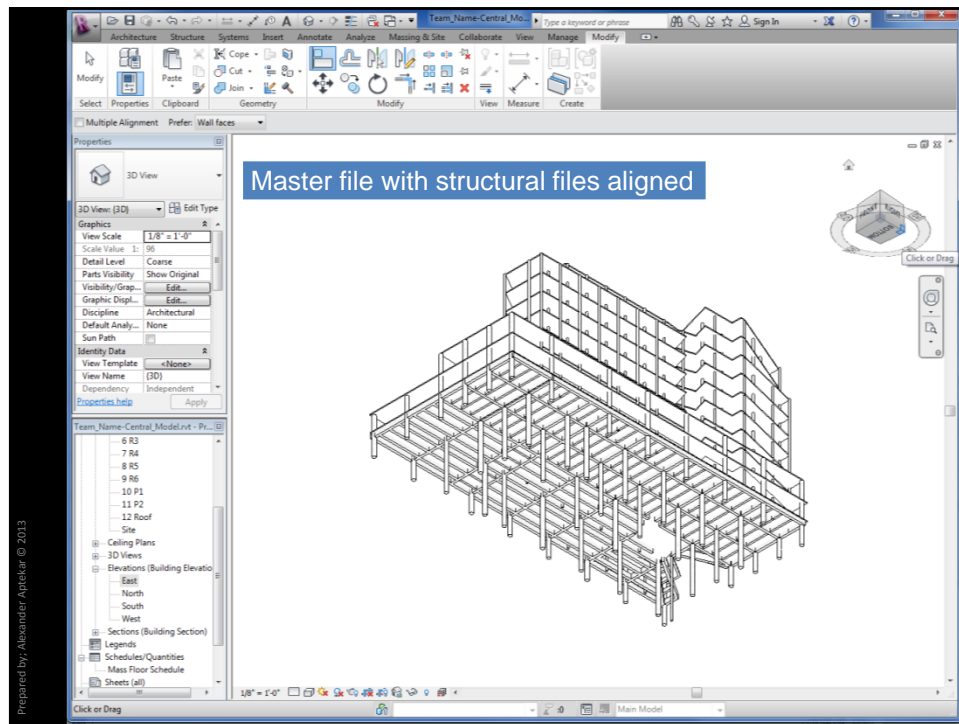 Team_Name-Central_Mo...
Type a keyword or phrase
Sign In
Architecture Structure Systems Insert Annotate Analyze Massing & Site Collaborate View Manage Modify
Modify
Paste
Cope
Cut
Join
Select Properties Clipboard Geometry Modify View Measure Create
Multiple Alignment Prefer: Wall faces
Properties
3D View
3D View: {3D} Edit Type
Graphics
View Scale 1/8" = 1'-0"
Scale Value 1: 96
Detail Level Coarse
Parts Visibility Show Original
Visibility/Grap... Edit...
Graphic Displ... Edit...
Discipline Architectural
Default Analy... None
Sun Path
Identity Data
View Template <None>
View Name {3D}
Dependency Independent
Properties help Apply
Team_Name-Central_Model.rvt - Pr...
6 R3
7 R4
8 R5
9 R6
10 P1
11 P2
12 Roof
Site
Ceiling Plans
3D Views
Elevations (Building Elevatio
East
North
South
West
Sections (Building Section)
Legends
Schedules/Quantities
Mass Floor Schedule
Sheets (all)
Master file with structural files aligned
BOTTOM
Click or Drag
1/8" = 1'-0"
Click or Drag
:0
Main Model
Prepared by; Alexander Aptekar © 2013